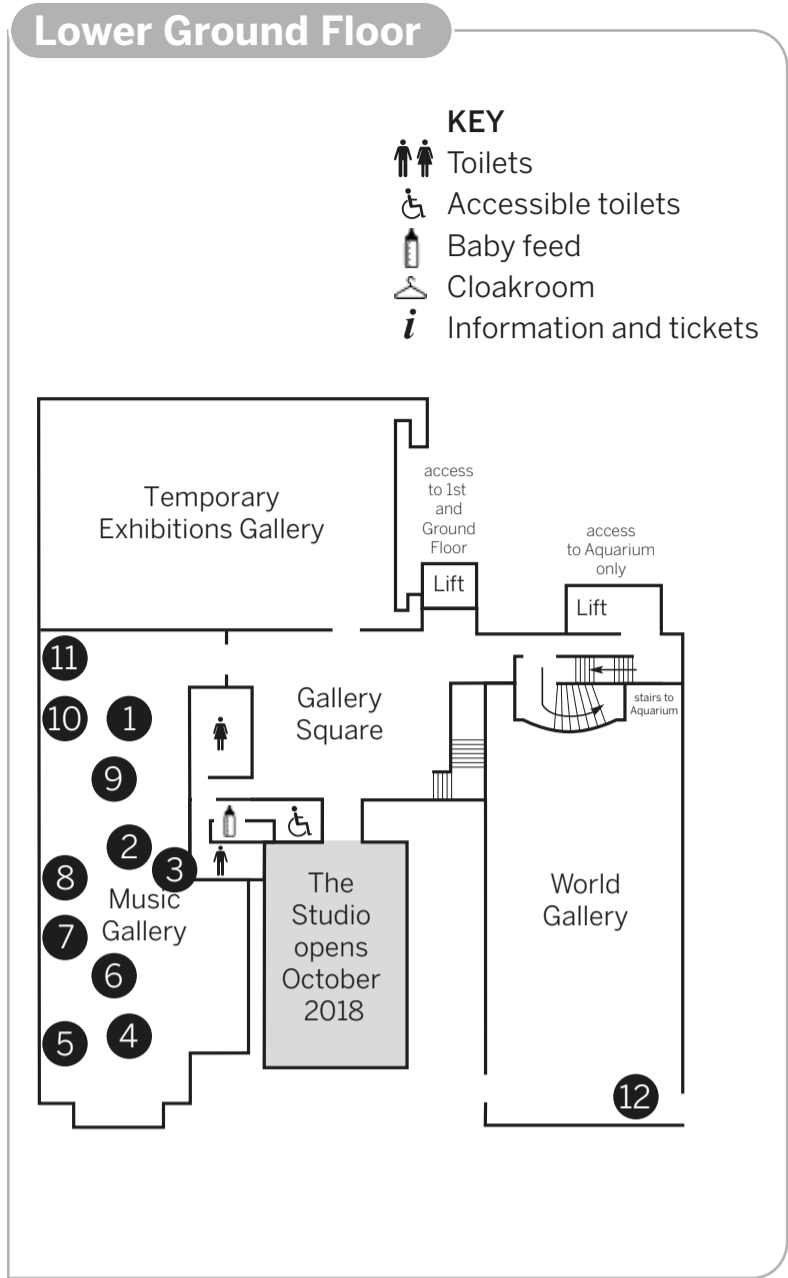 Lower Ground Floor
KEY
Toilets
Accessible toilets
Baby feed
Cloakroom
i Information and tickets
Temporary
Exhibitions Gallery
access
to 1st
and
Ground
Floor
Lift
access
to Aquarium
only
Lift
stairs to
Aquarium
Gallery
Square
11
10
1
9
2
3
8
Music
Gallery
7
6
5
4
The
Studio
opens
October
2018
World
Gallery
12